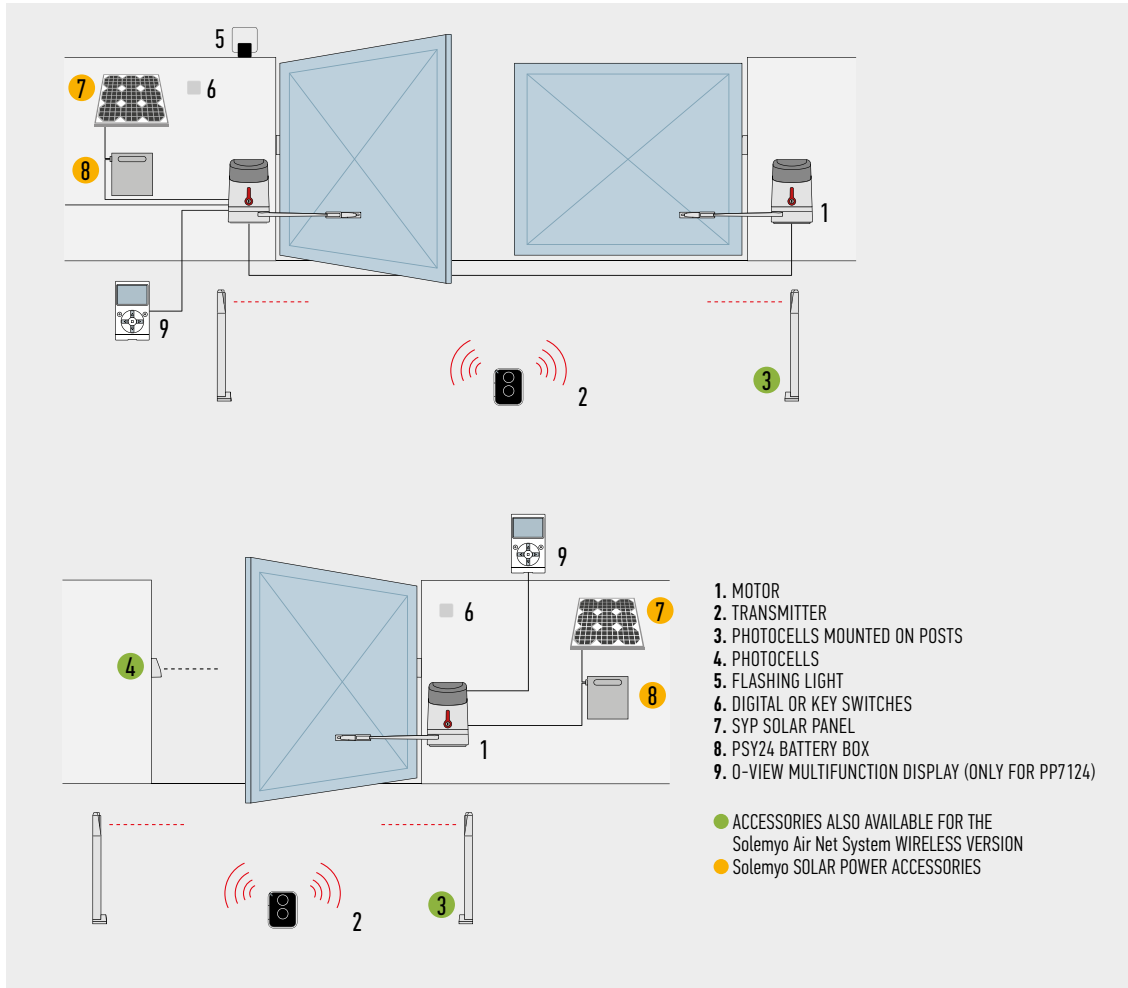 5
7
6
8
1
9
2
3
9
6
7
4
8
1
2
3
1. MOTOR
2. TRANSMITTER
3. PHOTOCELLS MOUNTED ON POSTS
4. PHOTOCELLS
5. FLASHING LIGHT
6. DIGITAL OR KEY SWITCHES
7. SYP SOLAR PANEL
8. PSY24 BATTERY BOX
9. O-VIEW MULTIFUNCTION DISPLAY (ONLY FOR PP7124)
ACCESSORIES ALSO AVAILABLE FOR THE
Solemyo Air Net System WIRELESS VERSION
Solemyo SOLAR POWER ACCESSORIES